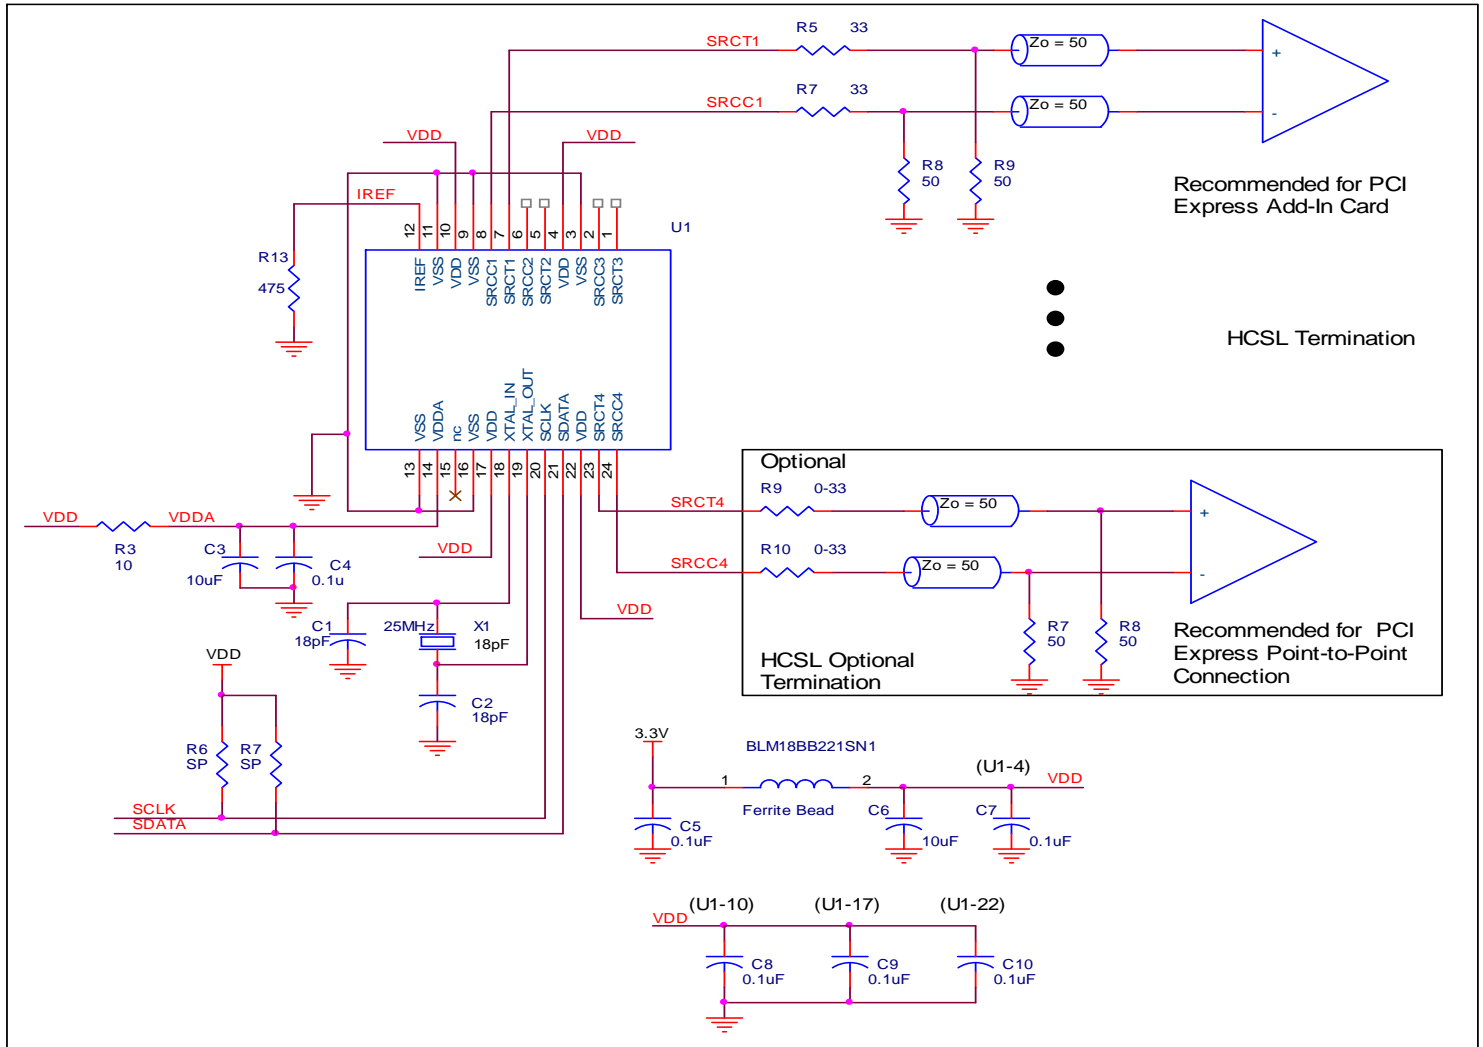 R5 33
SRCT1
Zo = 50
+
R7 33
SRCC1
Zo = 50
-
VDD
VDD
R8
50
R9
50
Recommended for PCI
Express Add-In Card
IREF
12 11 10 9 8 7 6 5 4 3 2 1
U1
IREF VSS VDD VSS SRCC1 SRCT1 SRCC2 SRCT2 VDD VSS SRCC3 SRCT3
R13
475
HCSL Termination
VSS VDDA nc VSS VDD XTAL_IN XTAL_OUT SCLK SDATA VDD SRCT4 SRCC4
13 14 15 16 17 18 19 20 21 22 23 24
Optional
R9 0-33
SRCT4
Zo = 50
+
R10 0-33
SRCC4
Zo = 50
-
VDD
VDDA
R3
10
C3
10uF
C4
0.1u
VDD
VDD
C1
18pF
25MHz
X1
18pF
R7
50
R8
50
Recommended for PCI
Express Point-to-Point
Connection
HCSL Optional
Termination
VDD
C2
18pF
R6
SP
R7
SP
SCLK
SDATA
3.3V
BLM18BB221SN1
1
2
Ferrite Bead
(U1-4)
VDD
C5
0.1uF
C6
10uF
C7
0.1uF
VDD
(U1-10)
(U1-17)
(U1-22)
C8
0.1uF
C9
0.1uF
C10
0.1uF